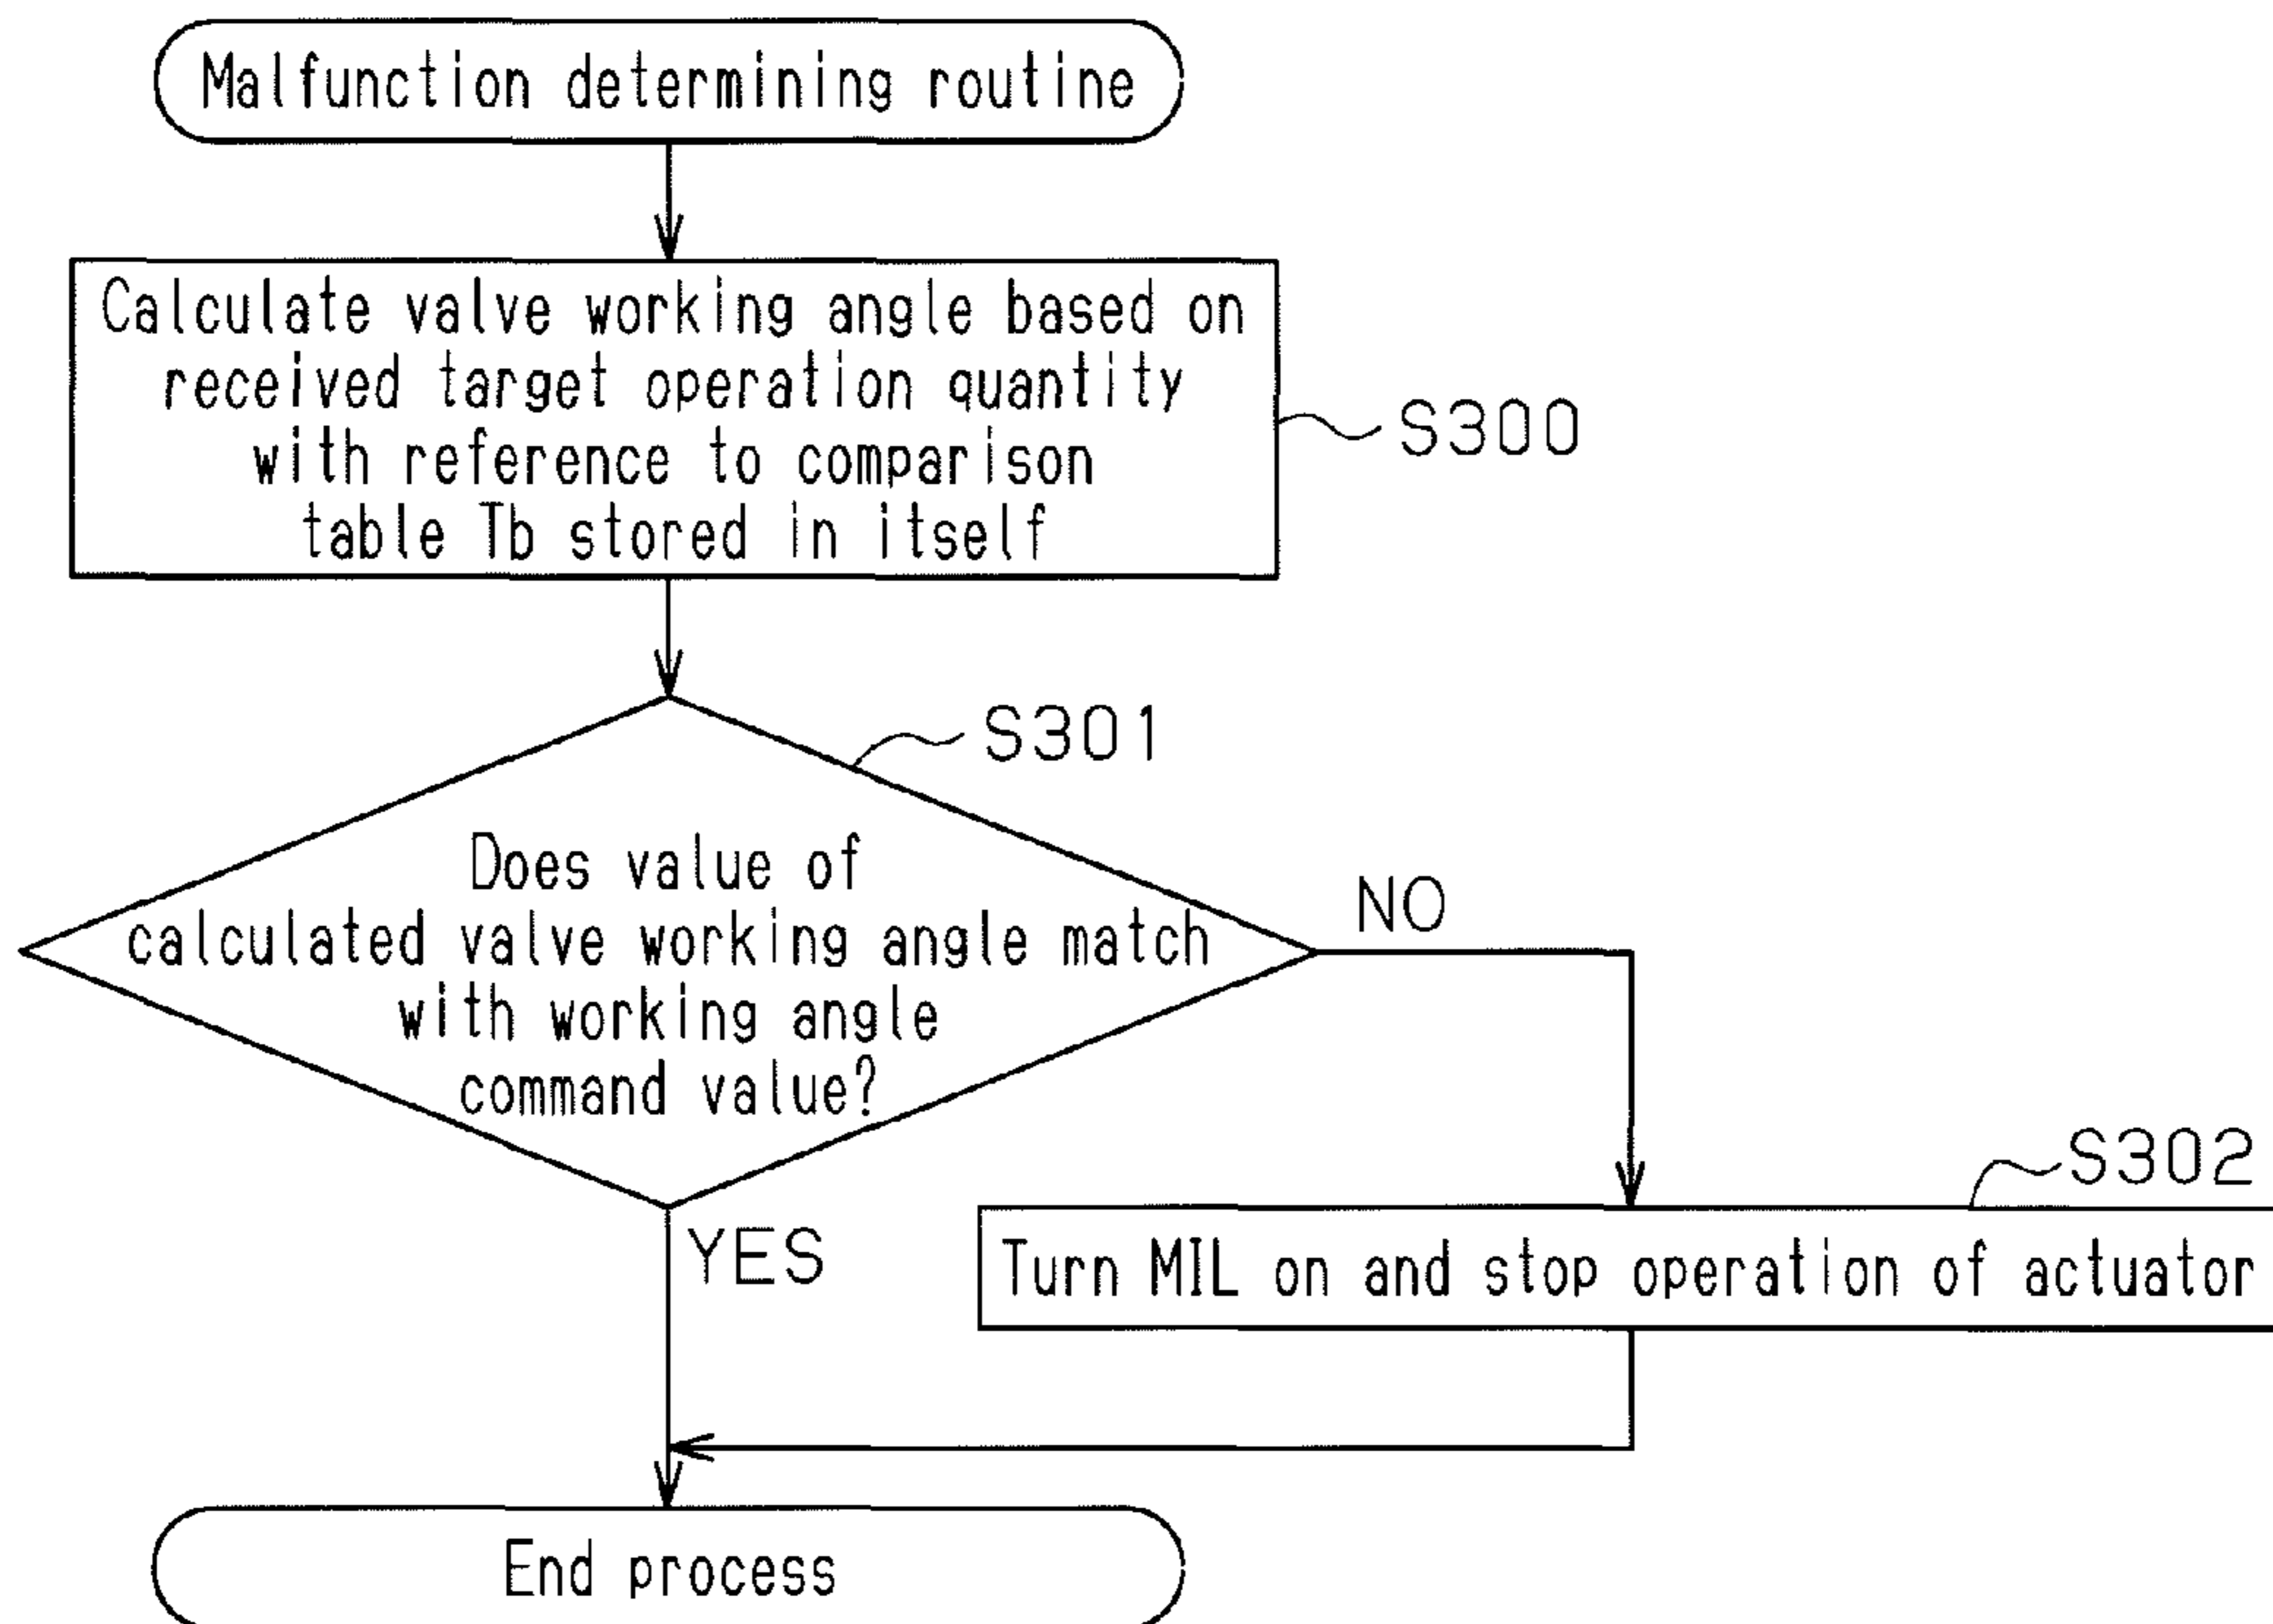 Malfunction determining routine
Calculate valve working angle based on
received target operation quantity
with reference to comparison
table Tb stored in itself
S300
S301
Does value of
calculated valve working angle match
with working angle
command value?
NO
S302
YES
Turn MIL on and stop operation of actuator
End process